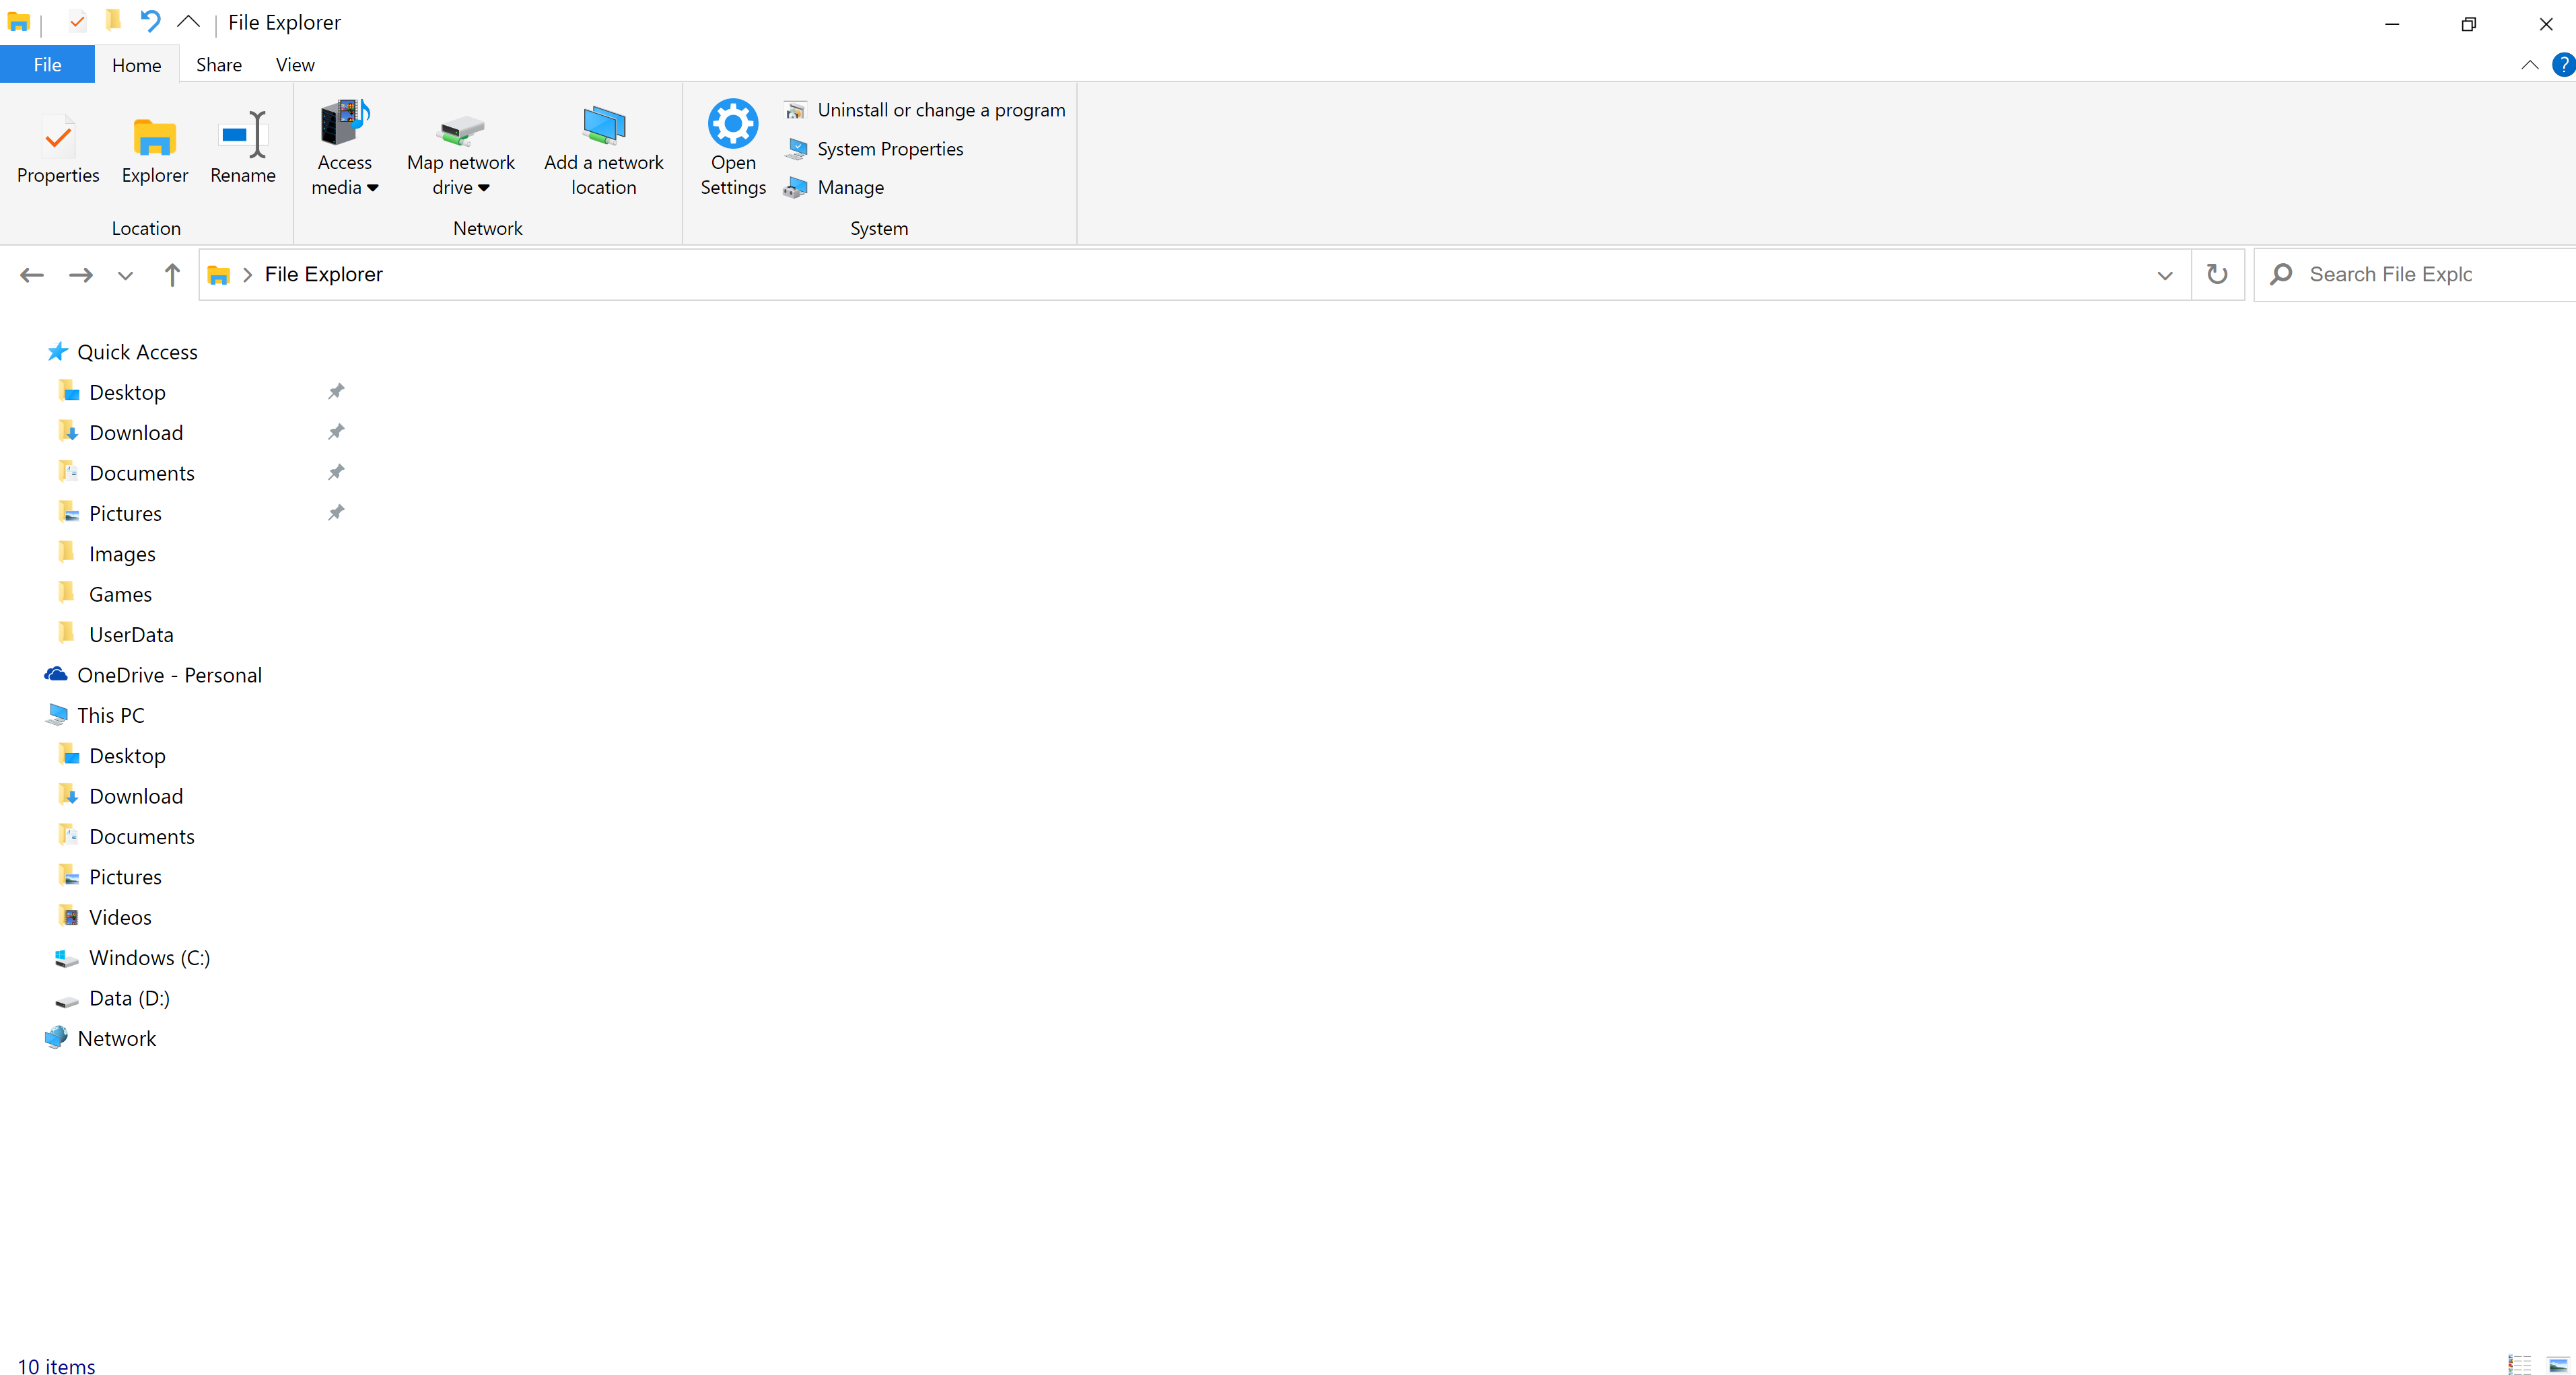 File Explorer
File
Home
Share
View
?
Properties
Explorer
Rename
Location
Access
media
Map network
drive
Add a network
location
Network
Open
Settings
Uninstall or change a program
System Properties
Manage
System
File Explorer
Search File Explc
Quick Access
Desktop
Download
Documents
Pictures
Images
Games
UserData
OneDrive - Personal
This PC
Desktop
Download
Documents
Pictures
Videos
Windows (C:)
Data (D:)
Network
10 items